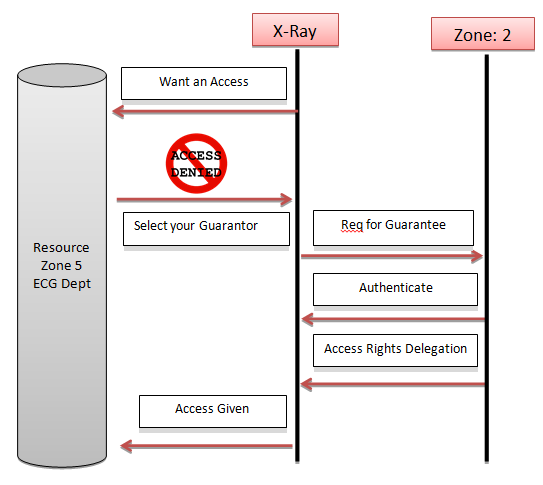 X-Ray
Zone: 2
Want an Access
ACCESS
DENIED
Select your Guarantor
Req for Guarantee
Resource
Zone 5
ECG Dept
Authenticate
Access Rights Delegation
Access Given